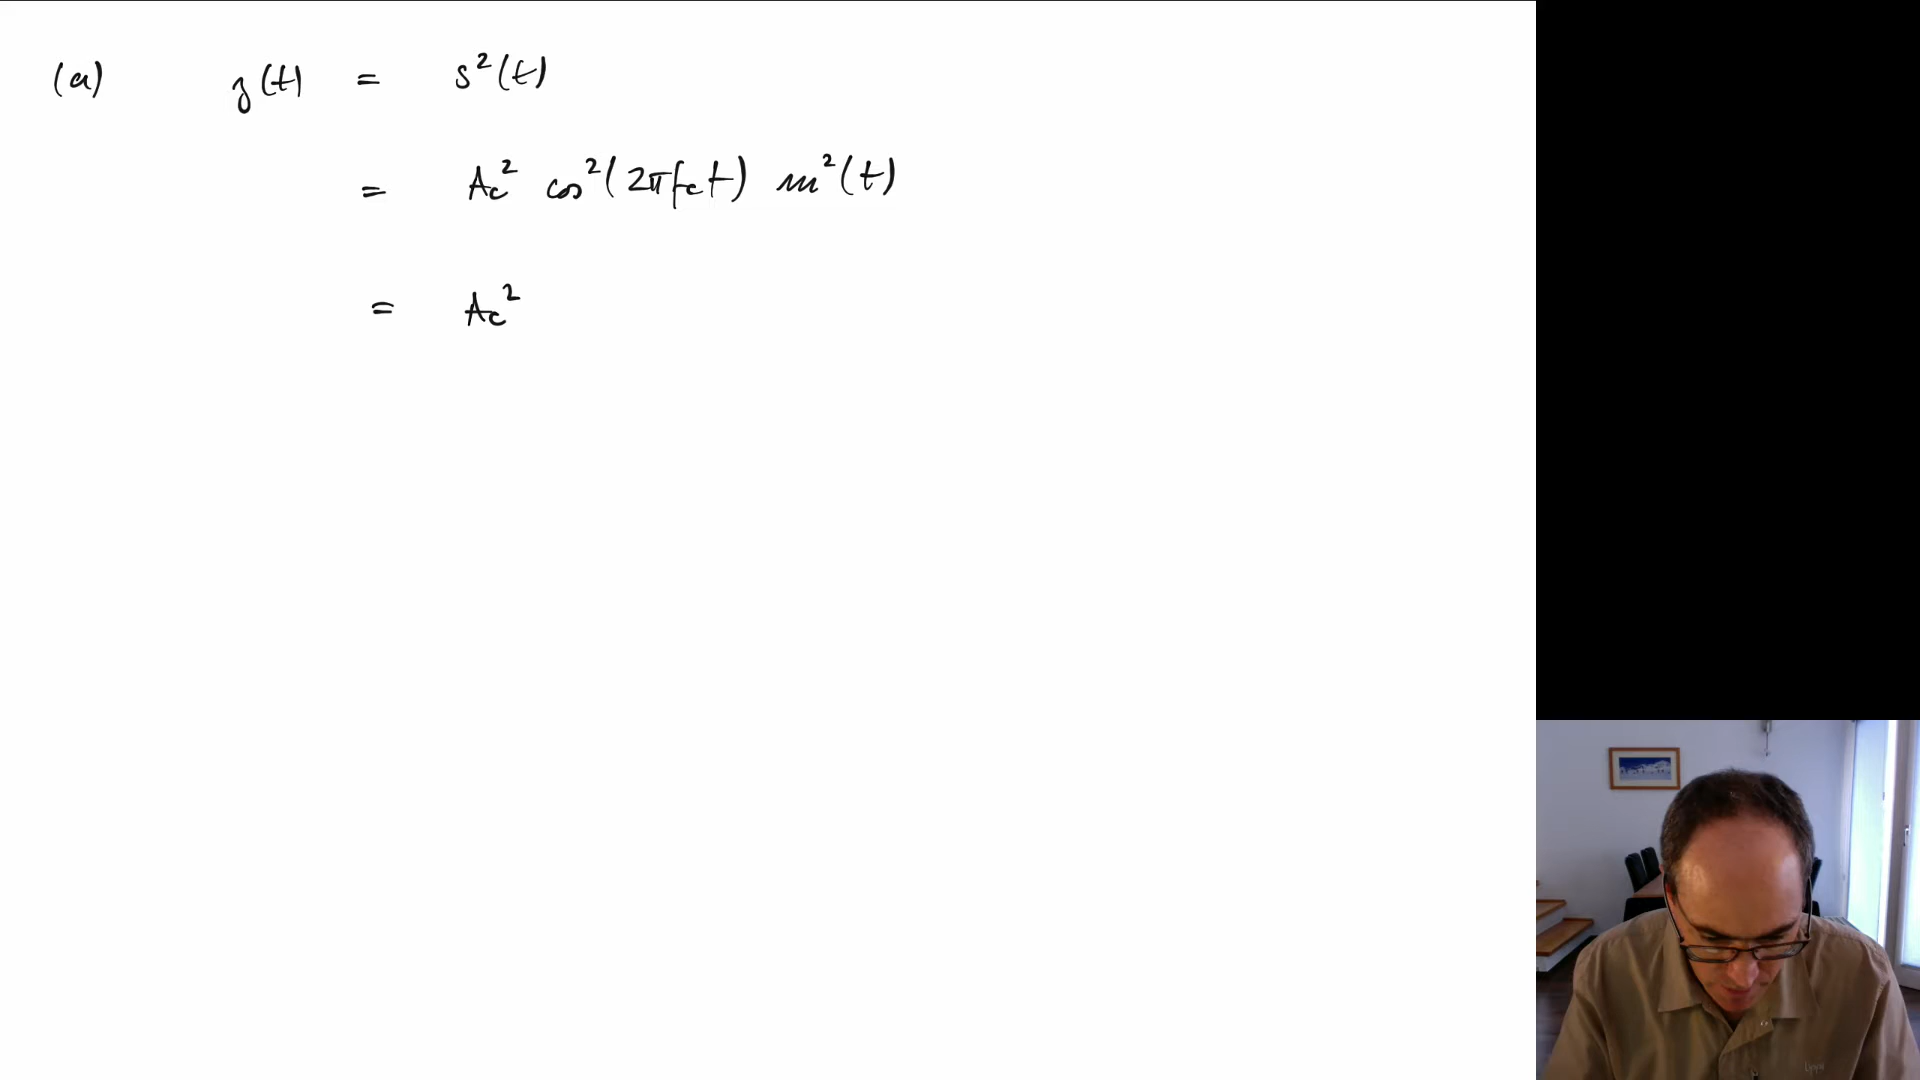 (a) z(t) = s²(t)
= Ac² cos²(2πfct) m²(t)
= Ac²